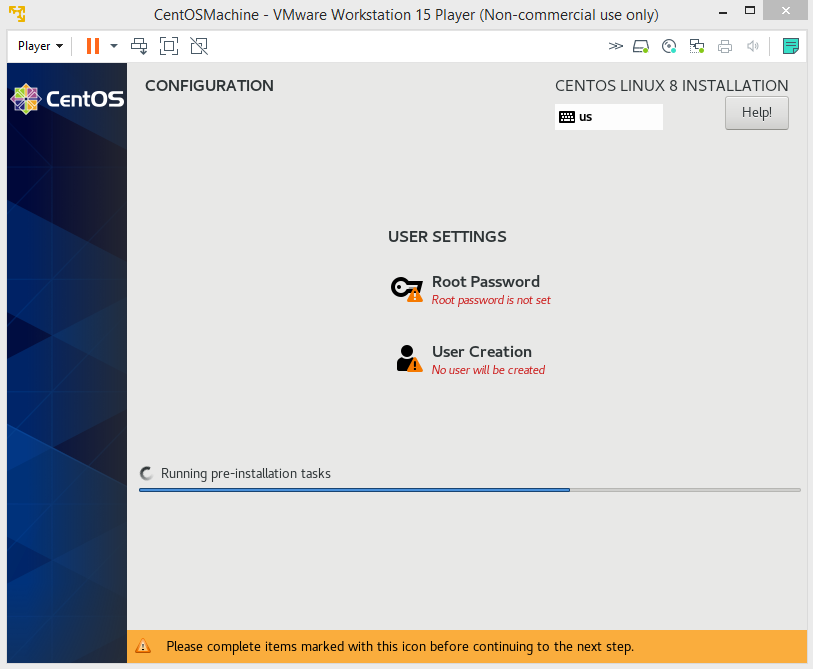 CentOSMachine - VMware Workstation 15 Player (Non-commercial use only)
Player
CentOS
CONFIGURATION
CENTOS LINUX 8 INSTALLATION
us
Help!
USER SETTINGS
Root Password
Root password is not set
User Creation
No user will be created
Running pre-installation tasks
Please complete items marked with this icon before continuing to the next step.